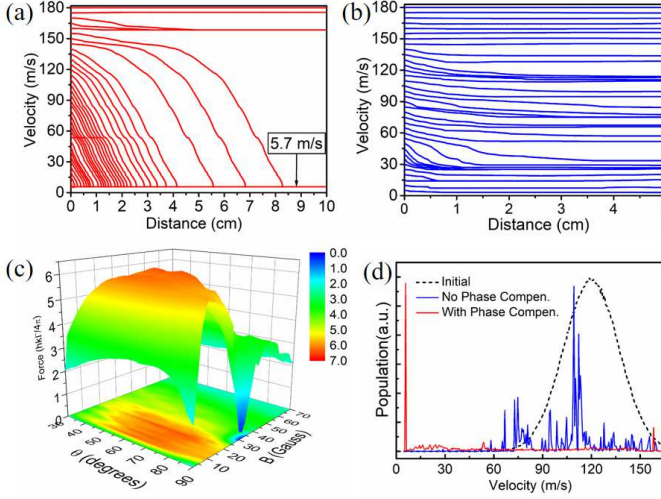 (a)
Velocity (m/s)
180
150
120
90
60
30
0
5.7 m/s
0 1 2 3 4 5 6 7 8 9 10
Distance (cm)
(b)
Velocity (m/s)
180
150
120
90
60
30
0
0 1 2 3 4
Distance (cm)
(c)
Force (ħkΓ/4π)
6
5
4
3
2
1
0
30 40 50 60 70 80 90
θ (degrees)
10 20 30 40 50 60 70
B (Gauss)
0.0
1.0
2.0
3.0
4.0
5.0
6.0
7.0
(d)
Population(a.u.)
Initial
No Phase Compen.
With Phase Compen.
0 30 60 90 120 150
Velocity (m/s)